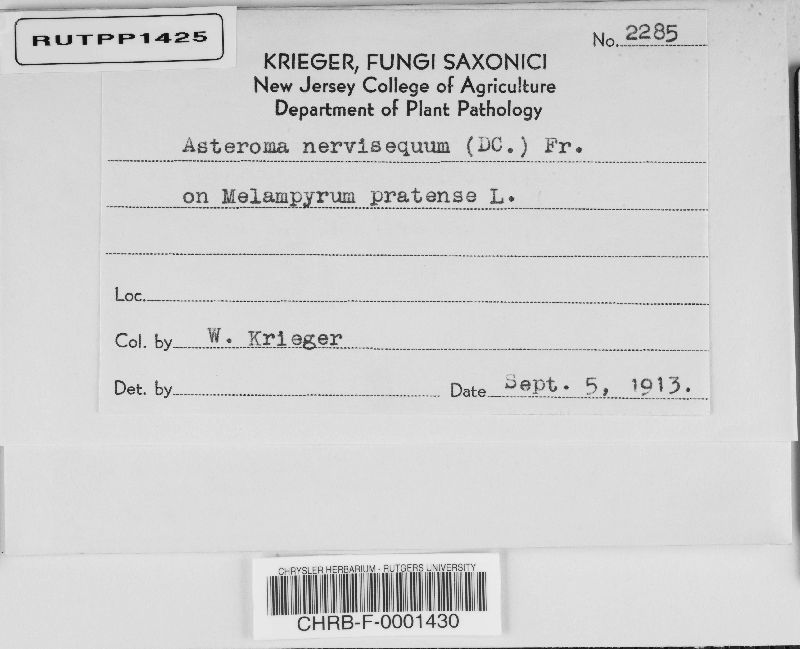 RUTPP1425
No. 2285
KRIEGER, FUNGI SAXONICI
New Jersey College of Agriculture
Department of Plant Pathology
Asteroma nervisequum (DC.) Fr.
on Melampyrum pratense L.
Loc.
Col. by W. Krieger
Det. by Date Sept. 5, 1913.
CHRYSLER HERBARIUM - RUTGERS UNIVERSITY
CHRB-F-0001430